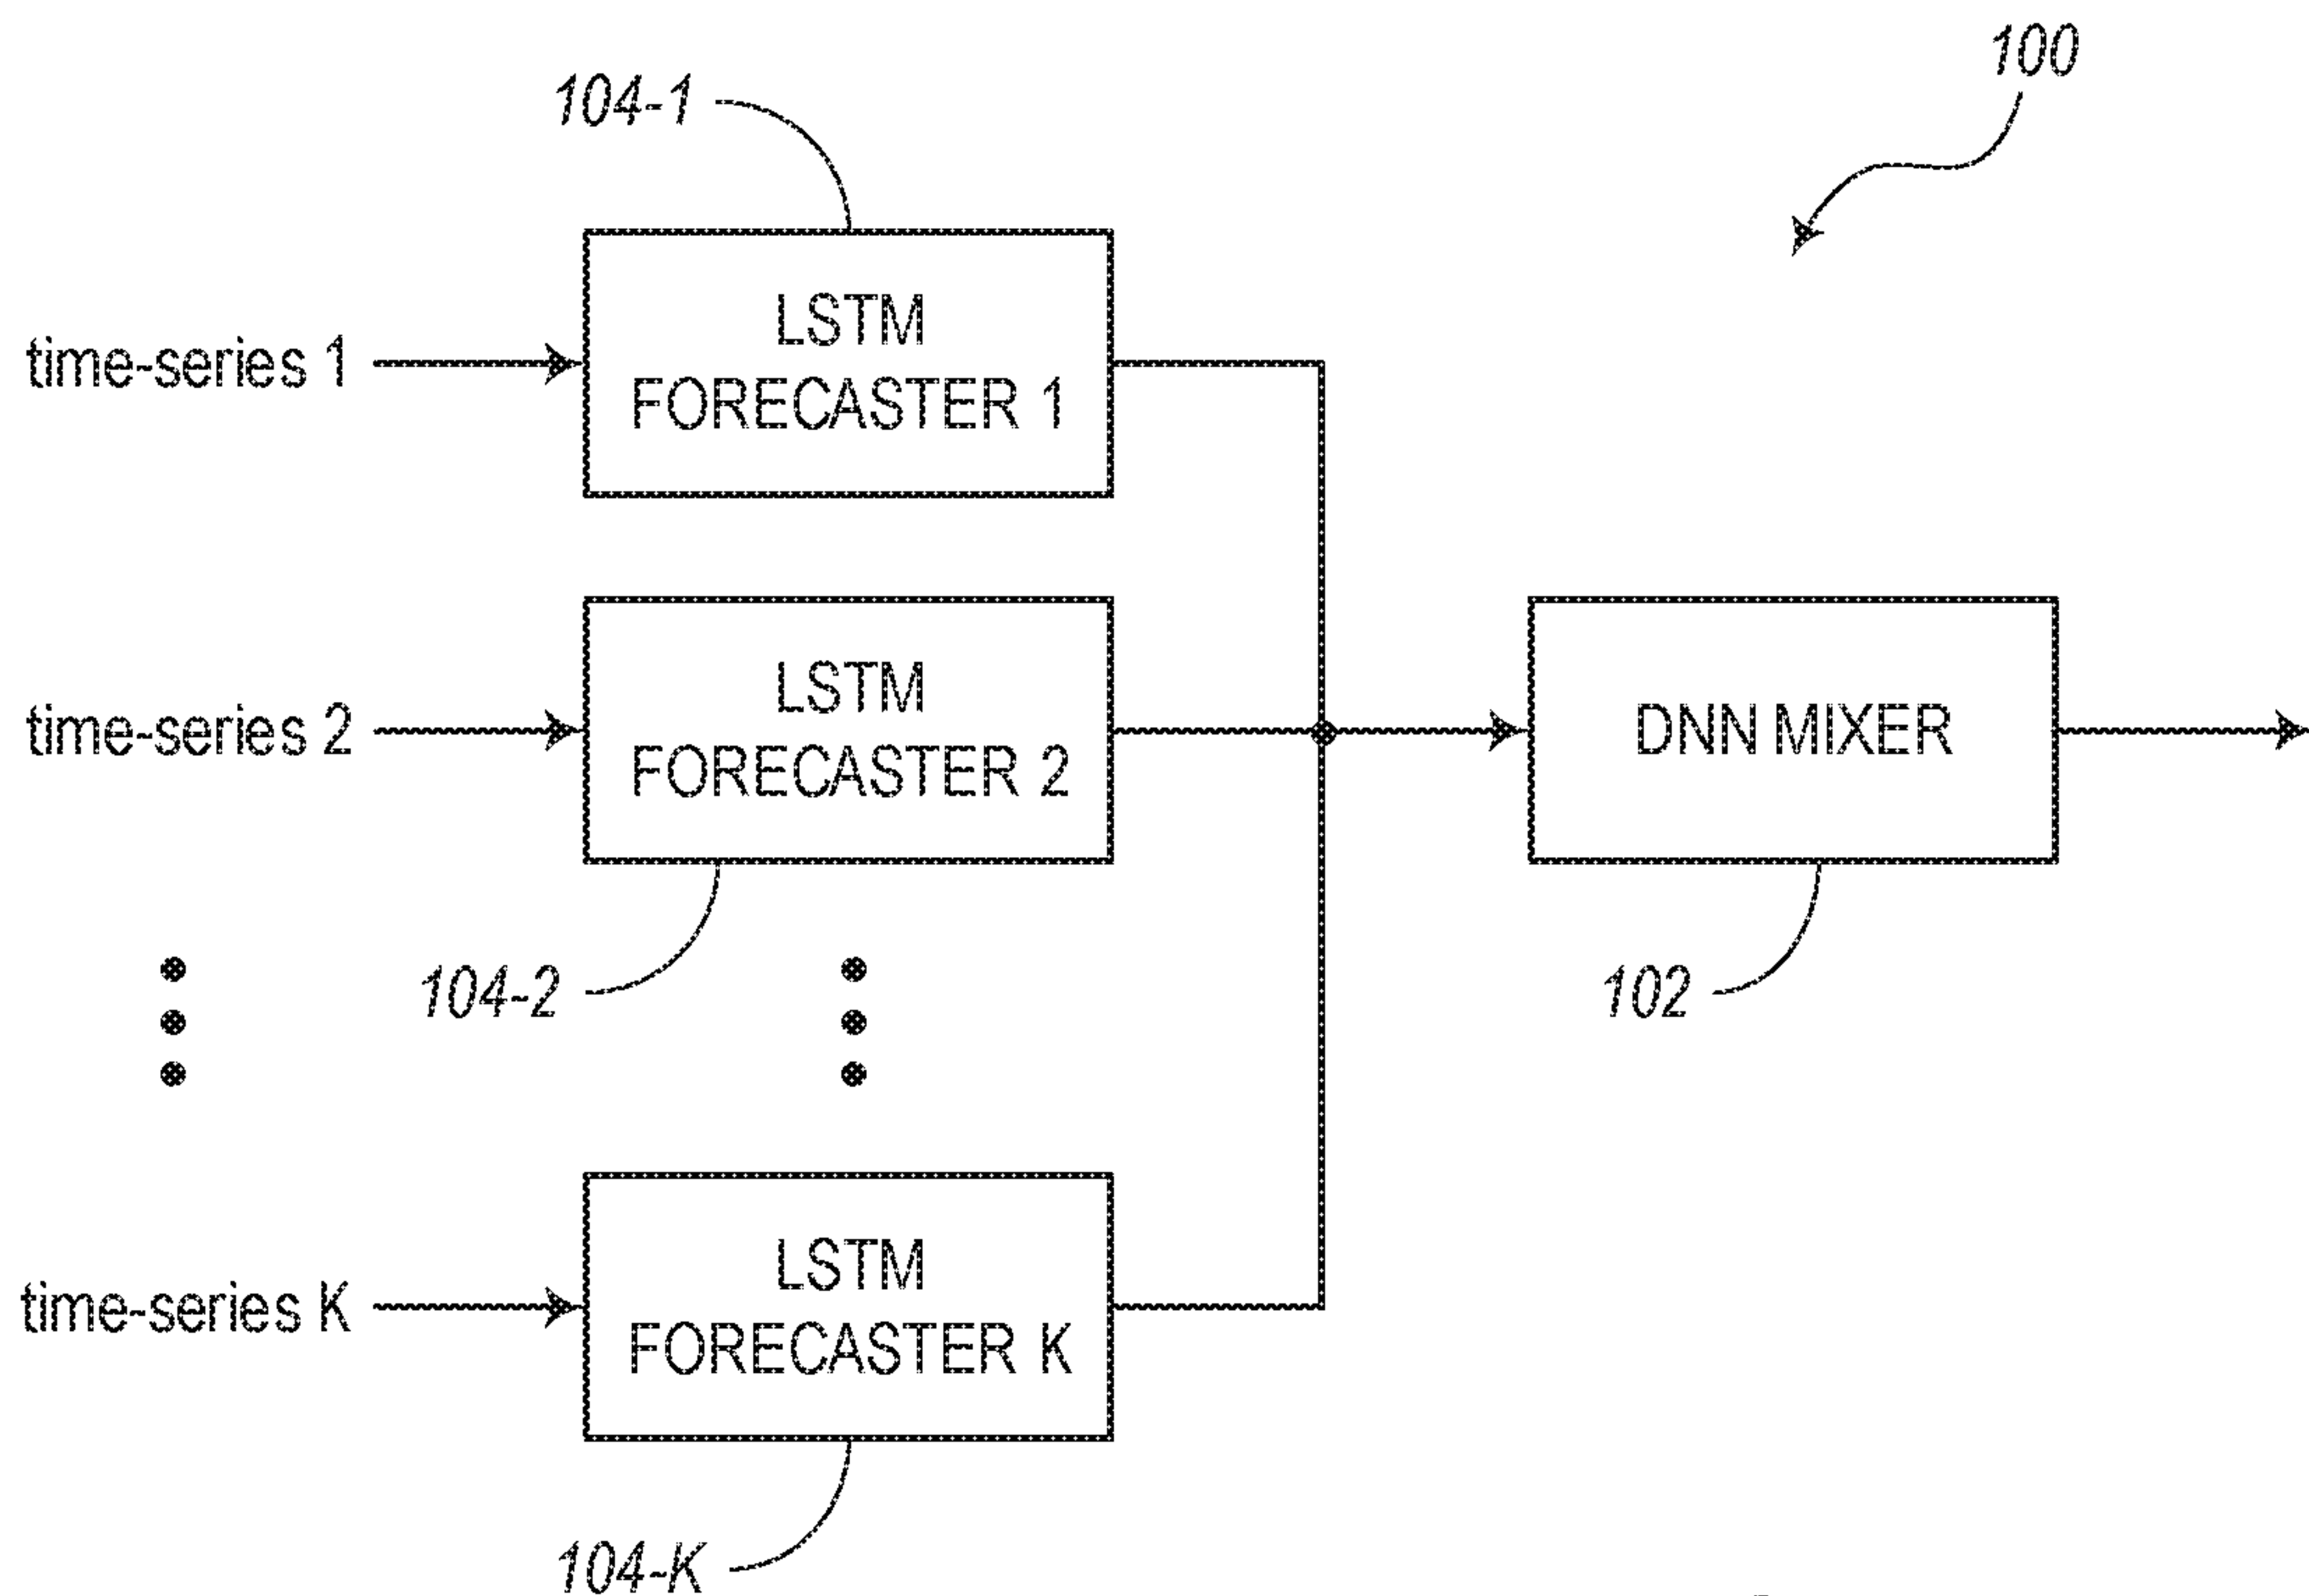 100
104-1
LSTM
FORECASTER 1
time-series 1
LSTM
FORECASTER 2
time-series 2
DNN MIXER
104-2
102
LSTM
FORECASTER K
time-series K
104-K